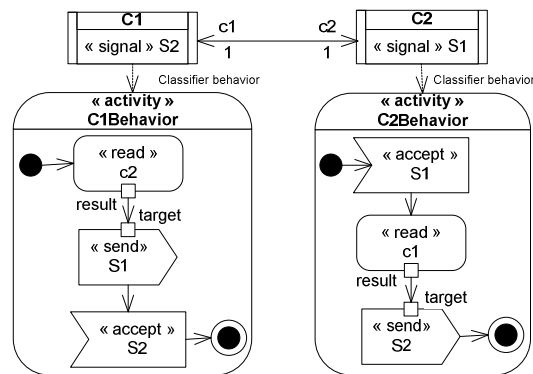 C1
« signal » S2
c1
1
c2
1
C2
« signal » S1
Classifier behavior
Classifier behavior
« activity »
C1Behavior
« read »
c2
result
target
« send»
S1
« accept »
S2
« activity »
C2Behavior
« accept »
S1
« read »
c1
result
target
« send»
S2